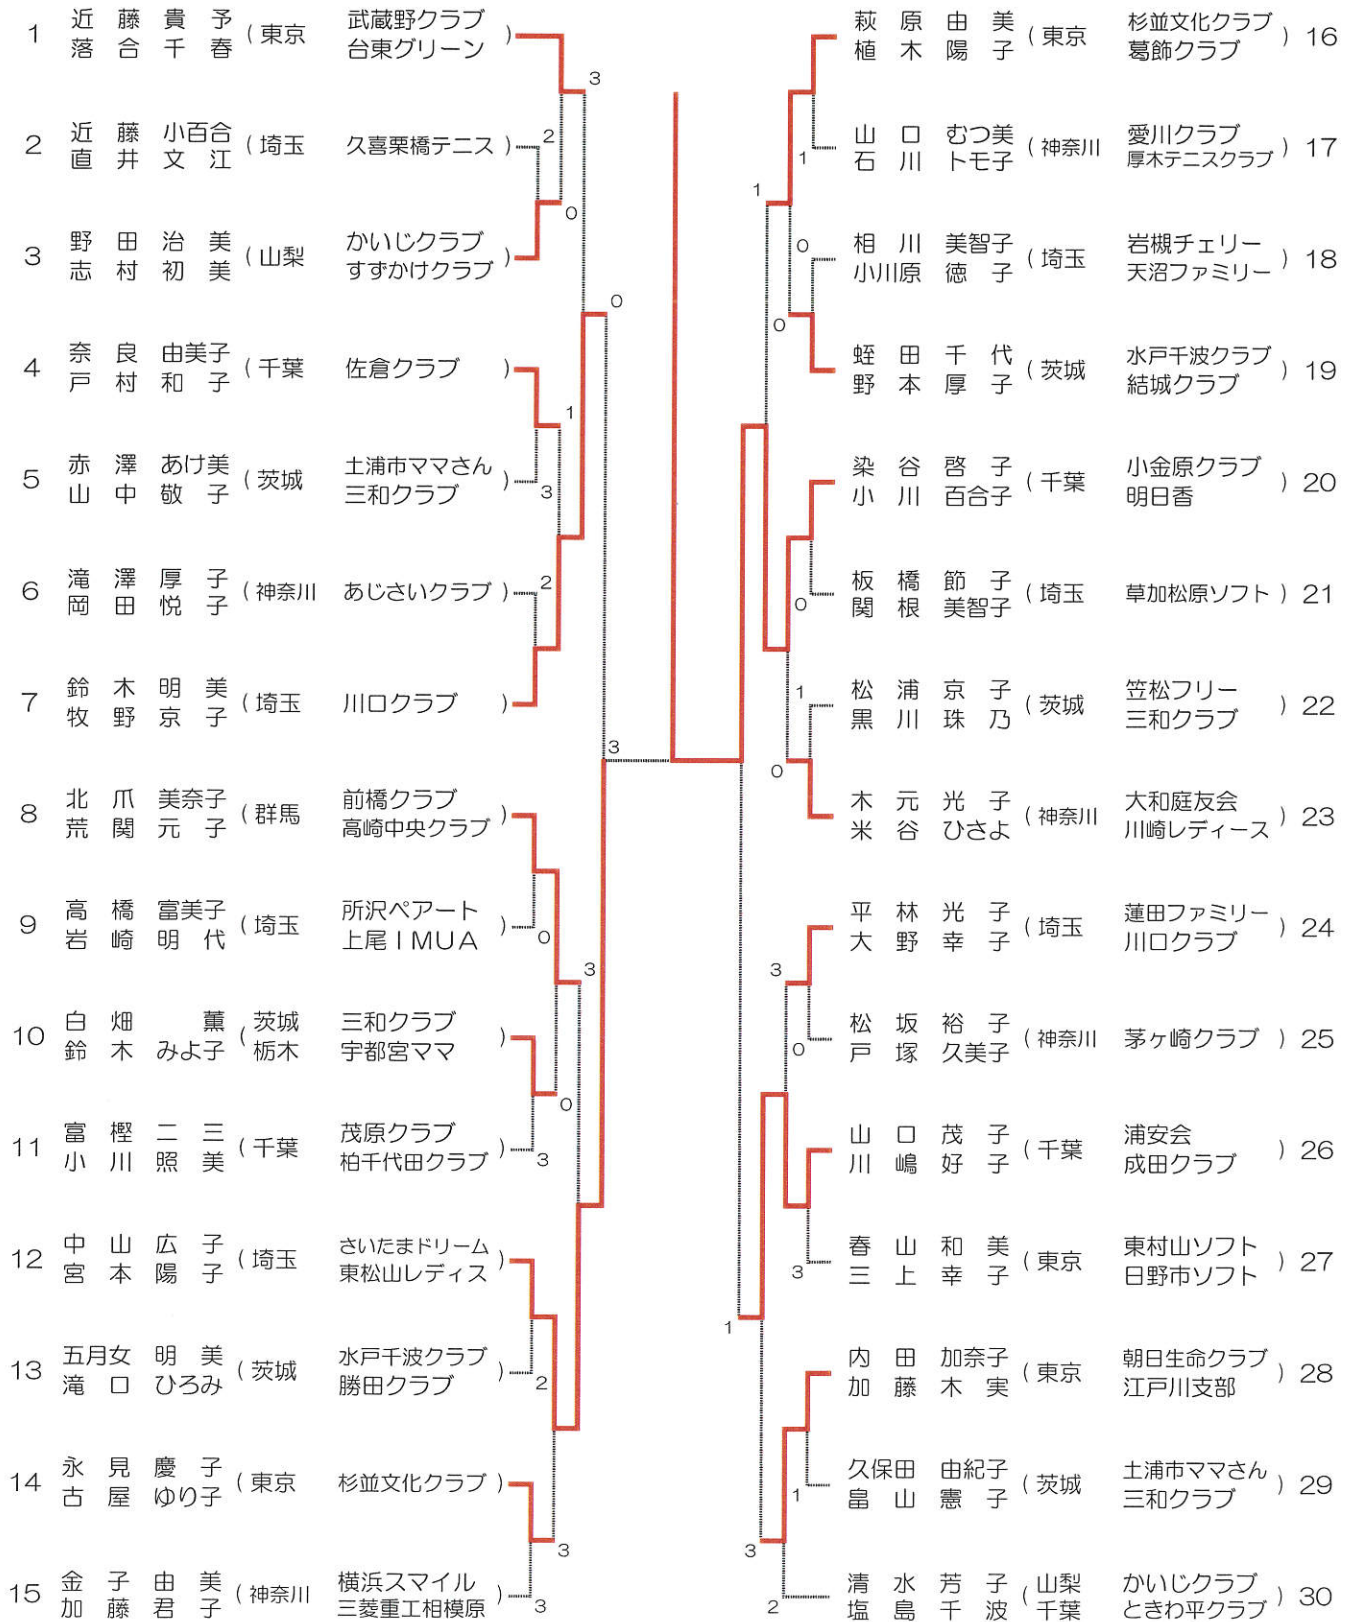 1 近藤貴予 (東京 武蔵野クラブ)
落合千春 台東グリーン
3
2 近藤小百合 (埼玉 久喜栗橋テニス)
直井文江
2
0
3 野田治美 (山梨 かいじクラブ)
志村初美 すずかけクラブ
0
4 奈良由美子 (千葉 佐倉クラブ)
戸村和子
1
5 赤澤あけ美 (茨城 土浦市ママさん)
山中敬子 三和クラブ
3
6 滝澤厚子 (神奈川 あじさいクラブ)
岡田悦子
2
7 鈴木明美 (埼玉 川口クラブ)
牧野京子
3
8 北爪美奈子 (群馬 前橋クラブ)
荒関元子 高崎中央クラブ
9 高橋富美子 (埼玉 所沢ペアート)
岩崎明代 上尾IMUA
0
3
10 白畑薫 (茨城 三和クラブ)
鈴木みよ子 栃木 宇都宮ママ
0
11 富樫二三 (千葉 茂原クラブ)
小川照美 柏千代田クラブ
3
12 中山広子 (埼玉 さいたまドリーム)
宮本陽子 東松山レディス
13 五月女明美 (茨城 水戸千波クラブ)
滝口ひろみ 勝田クラブ
2
14 永見慶子 (東京 杉並文化クラブ)
古屋ゆり子
3
15 金子由美 (神奈川 横浜スマイル)
加藤君子 三菱重工相模原
3
萩原由美 (東京 杉並文化クラブ) 16
植木陽子 葛飾クラブ
山口むつ美 (神奈川 愛川クラブ) 17
石川トモ子 厚木テニスクラブ
1
1
相川美智子 (埼玉 岩槻チェリー) 18
小川原徳子 天沼ファミリー
0
0
蛭田千代 (茨城 水戸千波クラブ) 19
野本厚子 結城クラブ
染谷啓子 (千葉 小金原クラブ) 20
小川百合子 明日香
板橋節子 (埼玉 草加松原ソフト) 21
関根美智子
0
松浦京子 (茨城 笠松フリー) 22
黒川珠乃 三和クラブ
1
0
木元光子 (神奈川 大和庭友会) 23
米谷ひさよ 川崎レディース
平林光子 (埼玉 蓮田ファミリー) 24
大野幸子 川口クラブ
3
松坂裕子 (神奈川 茅ヶ崎クラブ) 25
戸塚久美子
0
山口茂子 (千葉 浦安会) 26
川嶋好子 成田クラブ
春山和美 (東京 東村山ソフト) 27
三上幸子 日野市ソフト
3
1
内田加奈子 (東京 朝日生命クラブ) 28
加藤木実 江戸川支部
久保田由紀子 (茨城 土浦市ママさん) 29
畠山憲子 三和クラブ
1
3
清水芳子 (山梨 かいじクラブ) 30
塩島千波 千葉 ときわ平クラブ
2